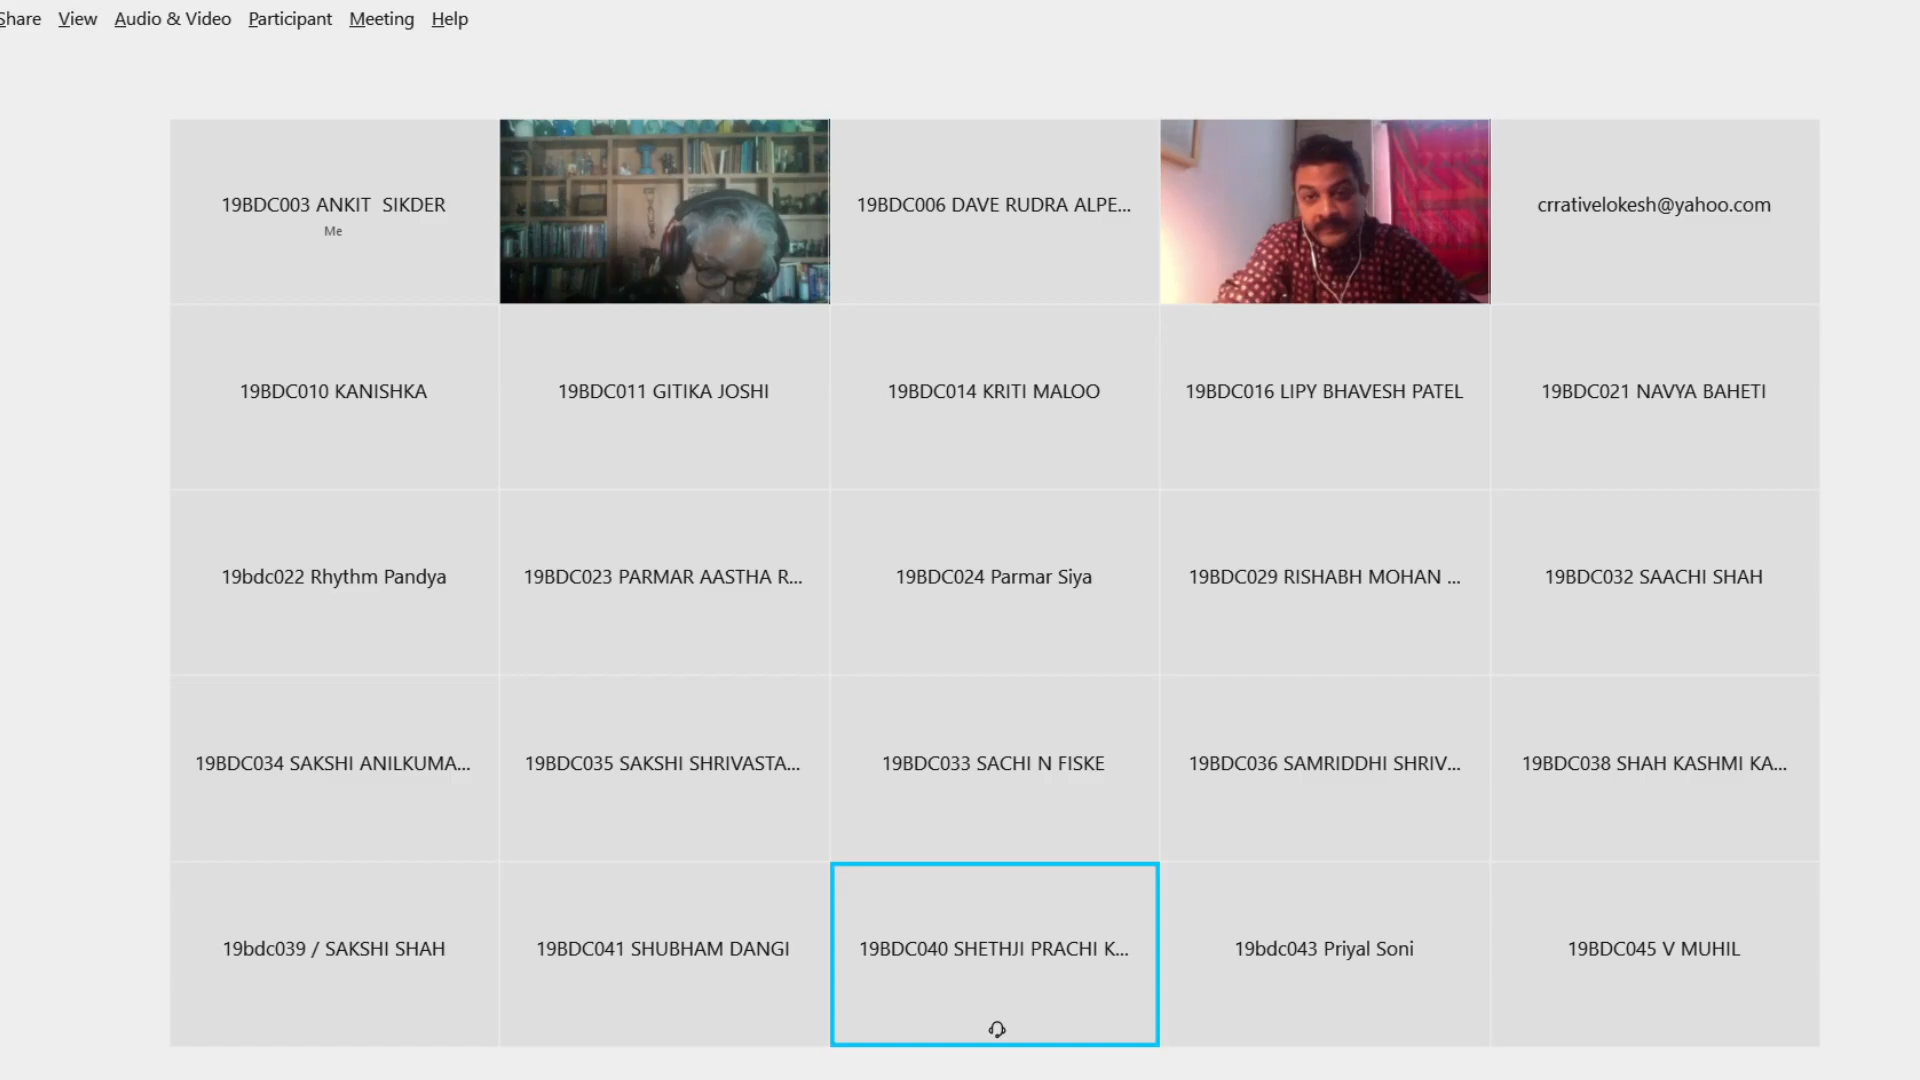 Share View Audio & Video Participant Meeting Help
19BDC003 ANKIT SIKDER
Me
19BDC006 DAVE RUDRA ALPE...
crrativelokesh@yahoo.com
19BDC010 KANISHKA
19BDC011 GITIKA JOSHI
19BDC014 KRITI MALOO
19BDC016 LIPY BHAVESH PATEL
19BDC021 NAVYA BAHETI
19bdc022 Rhythm Pandya
19BDC023 PARMAR AASTHA R...
19BDC024 Parmar Siya
19BDC029 RISHABH MOHAN ...
19BDC032 SAACHI SHAH
19BDC034 SAKSHI ANILKUMA...
19BDC035 SAKSHI SHRIVASTA...
19BDC033 SACHI N FISKE
19BDC036 SAMRIDDHI SHRIV...
19BDC038 SHAH KASHMI KA...
19bdc039 / SAKSHI SHAH
19BDC041 SHUBHAM DANGI
19BDC040 SHETHJI PRACHI K...
19bdc043 Priyal Soni
19BDC045 V MUHIL